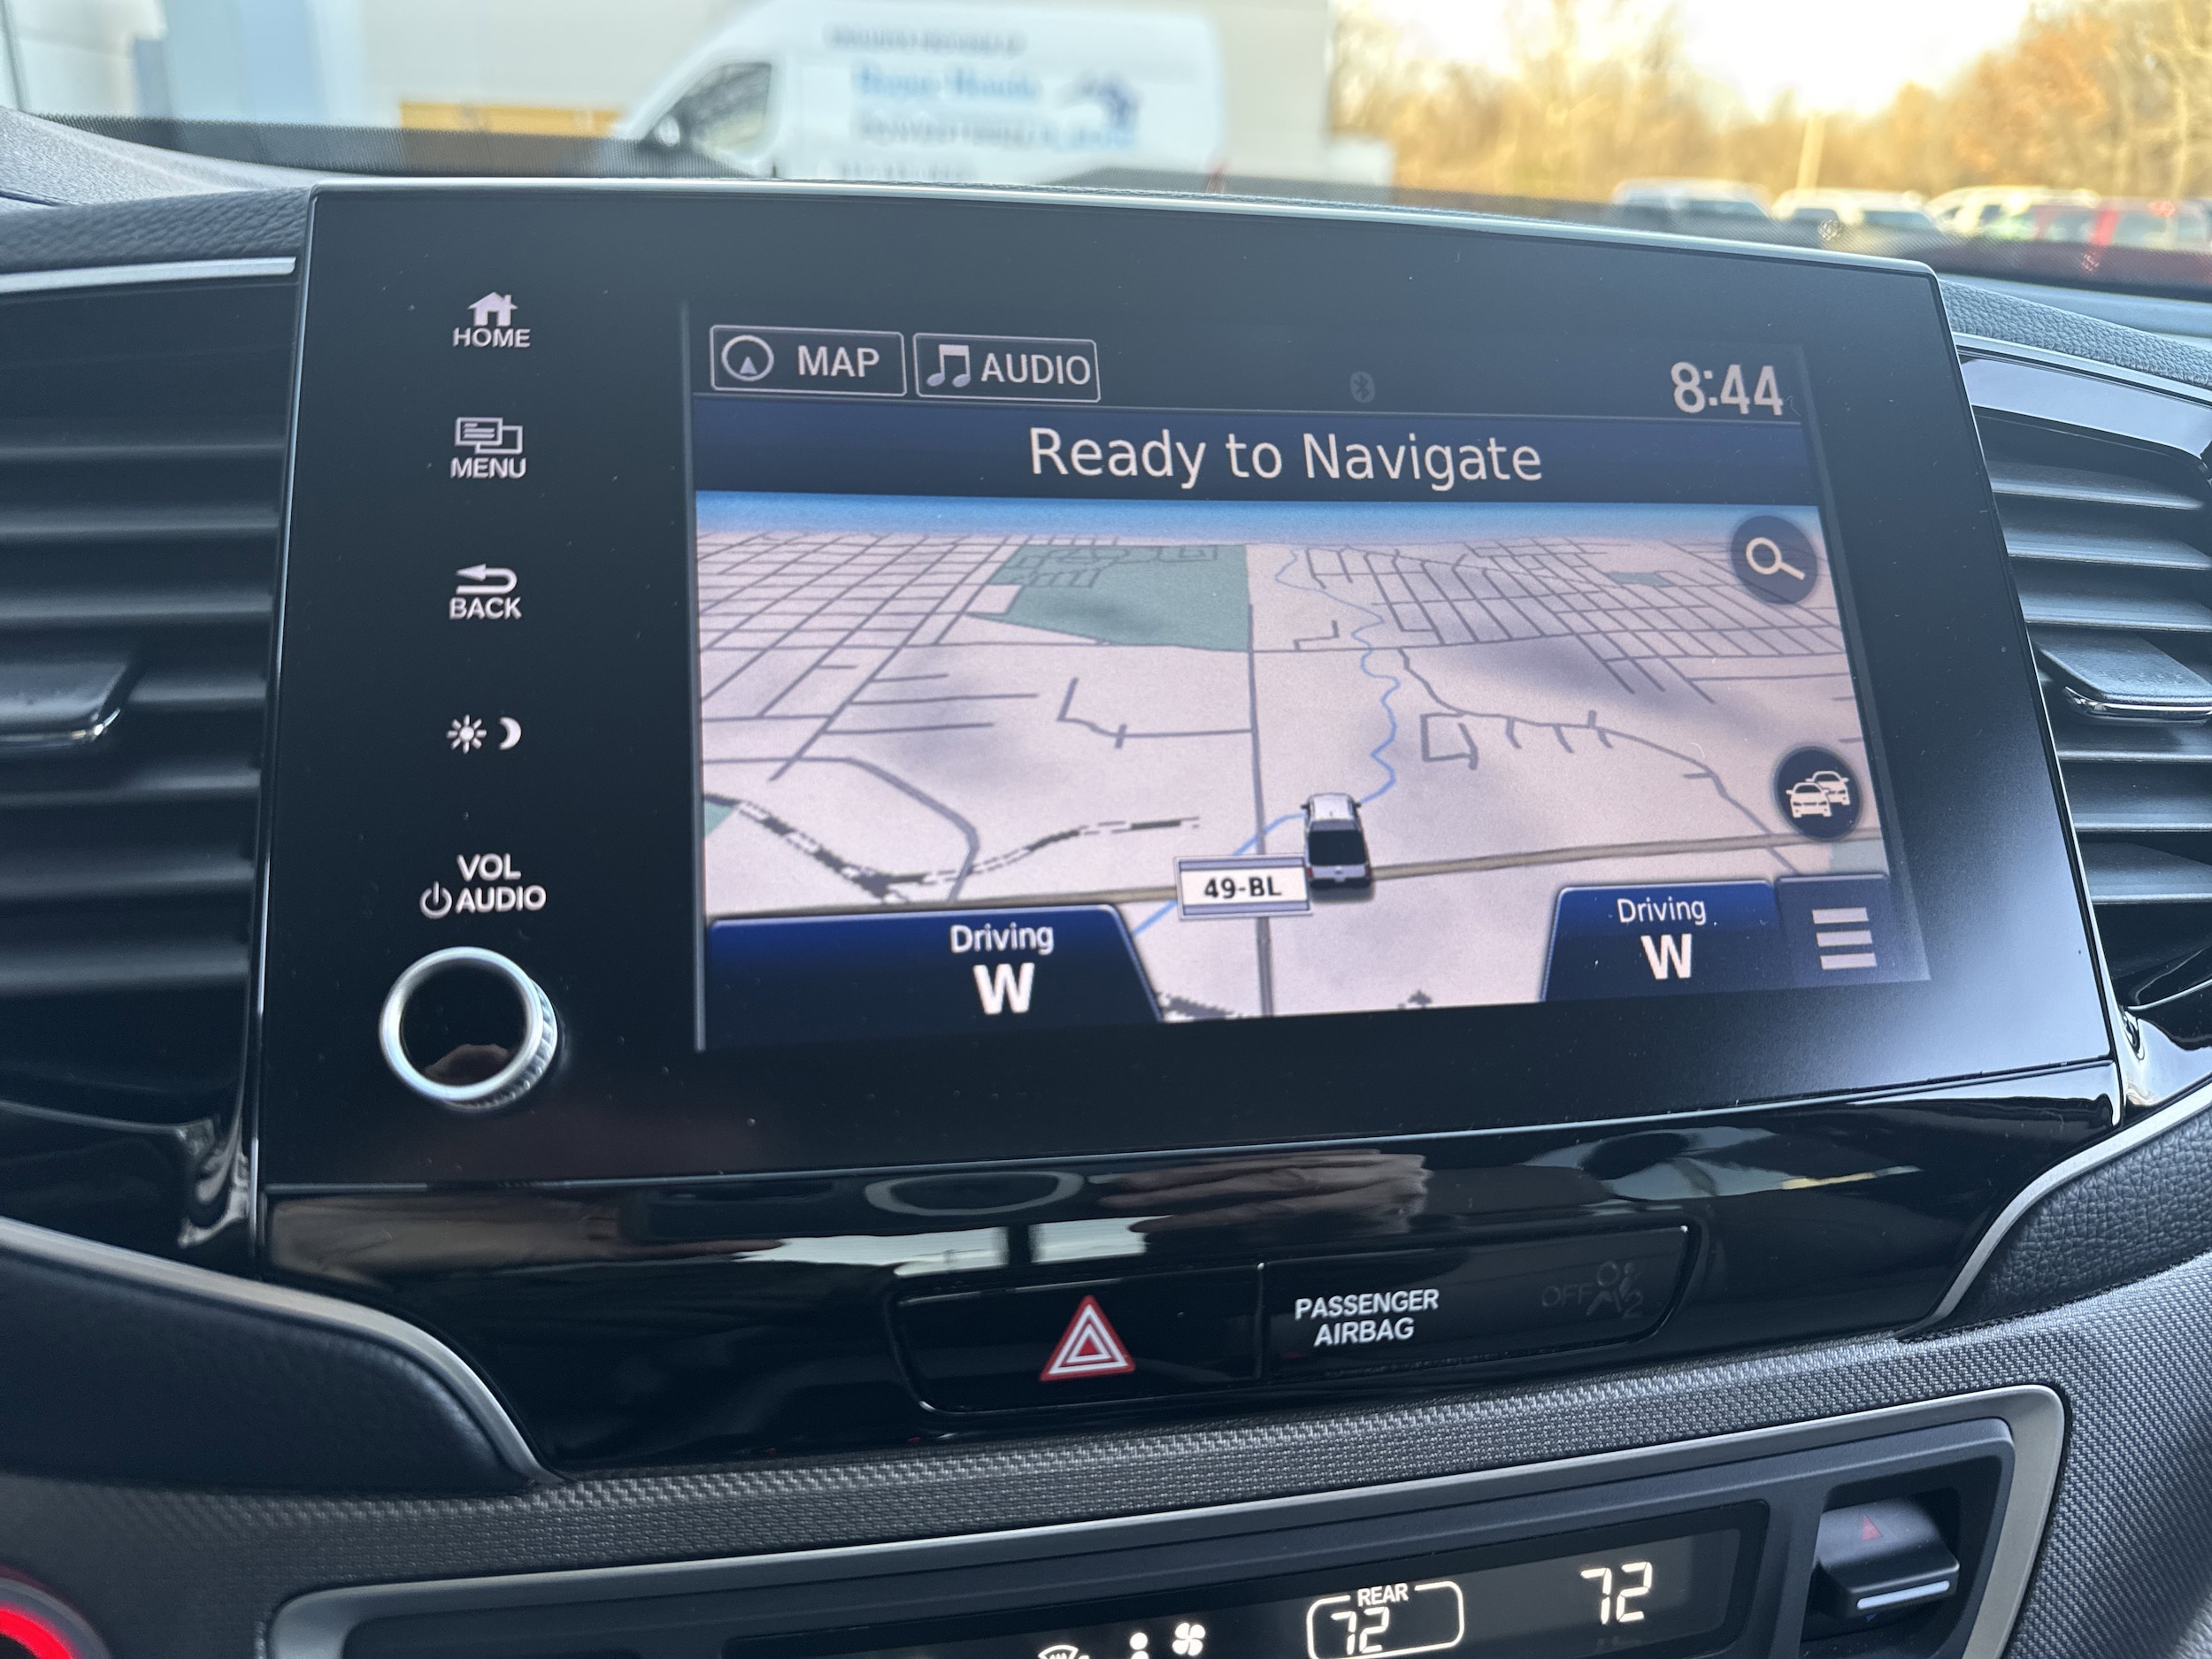 HOME
MENU
BACK
VOL
AUDIO
MAP
AUDIO
8:44
Ready to Navigate
49-BL
Driving
W
Driving
W
PASSENGER
AIRBAG
OFF
2
REAR
72
72